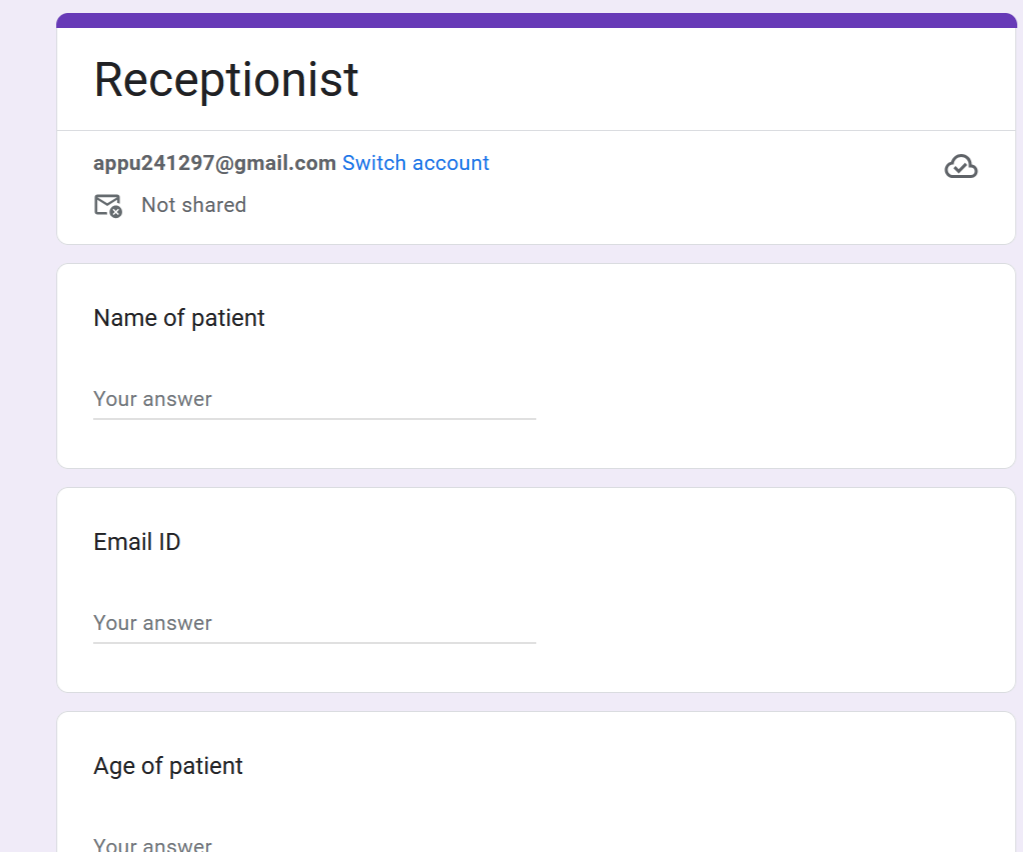 Receptionist
appu241297@gmail.com Switch account
Not shared
Name of patient
Your answer
Email ID
Your answer
Age of patient
Your answer